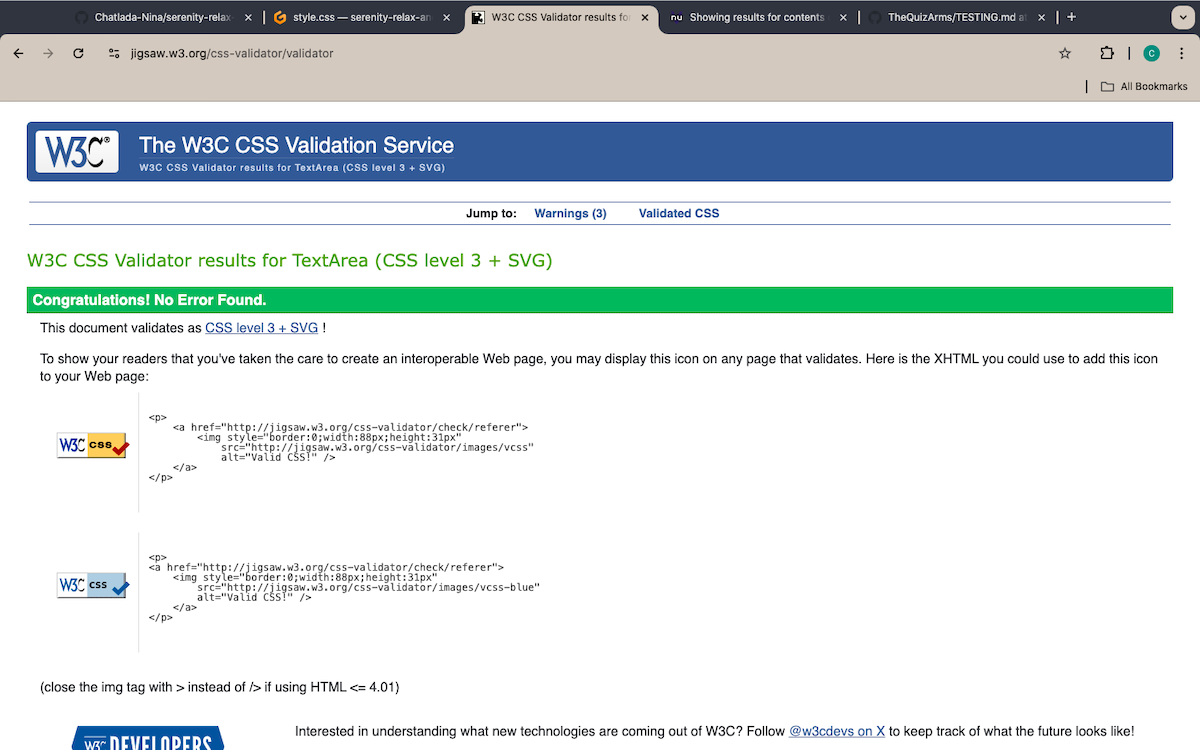 Chatlada-Nina/serenity-relax-
style.css — serenity-relax-an
W3C CSS Validator results fo
nu Showing results for contents
TheQuizArms/TESTING.md at
jigsaw.w3.org/css-validator/validator
C
All Bookmarks
W3C®
The W3C CSS Validation Service
W3C CSS Validator results for TextArea (CSS level 3 + SVG)
Jump to: Warnings (3) Validated CSS
W3C CSS Validator results for TextArea (CSS level 3 + SVG)
Congratulations! No Error Found.
This document validates as CSS level 3 + SVG !
To show your readers that you've taken the care to create an interoperable Web page, you may display this icon on any page that validates. Here is the XHTML you could use to add this icon
to your Web page:
W3C css
<p>
<a href="http://jigsaw.w3.org/css-validator/check/referer">
<img style="border:0;width:88px;height:31px"
src="http://jigsaw.w3.org/css-validator/images/vcss"
alt="Valid CSS!" />
</a>
</p>
W3C css
<p>
<a href="http://jigsaw.w3.org/css-validator/check/referer">
<img style="border:0;width:88px;height:31px"
src="http://jigsaw.w3.org/css-validator/images/vcss-blue"
alt="Valid CSS!" />
</a>
</p>
(close the img tag with > instead of /> if using HTML <= 4.01)
W3C DEVELOPERS
Interested in understanding what new technologies are coming out of W3C? Follow @w3cdevs on X to keep track of what the future looks like!